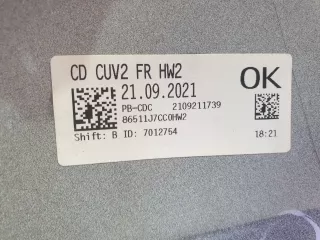 CD CUV2 FR HW2
21.09.2021 OK
PB-CDC 2109211739
86511J7CC0HW2
Shift: B ID: 7012754 18:21